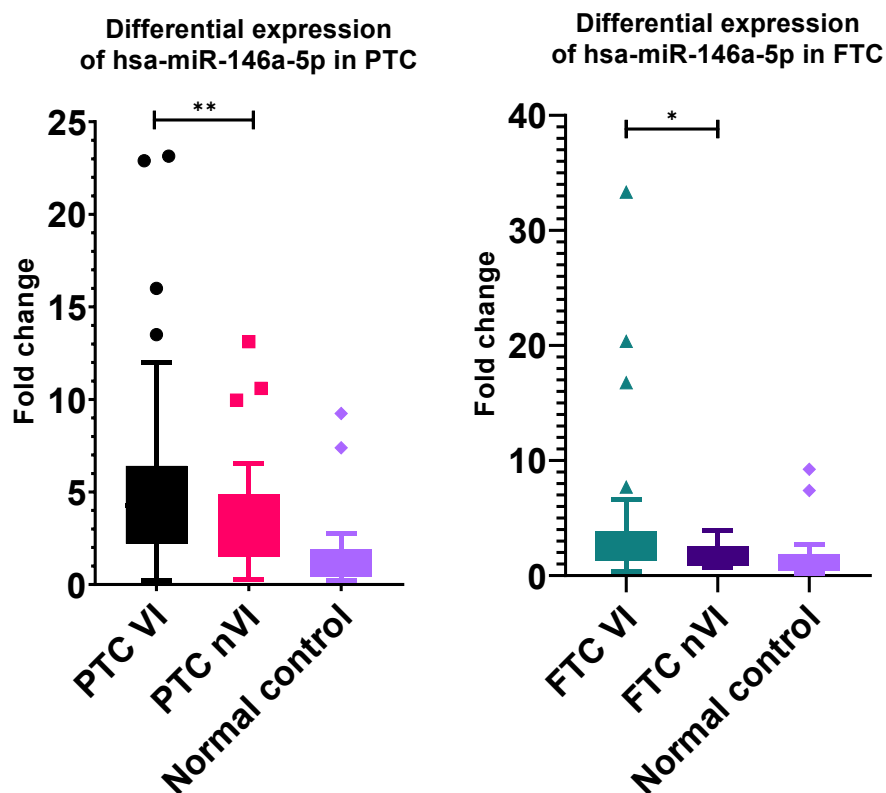 Differential expression
of hsa-miR-146a-5p in PTC
**
Fold change
25
20
15
10
5
0
PTC VI
PTC nVI
Normal control
Differential expression
of hsa-miR-146a-5p in FTC
*
Fold change
40
30
20
10
0
FTC VI
FTC nVI
Normal control